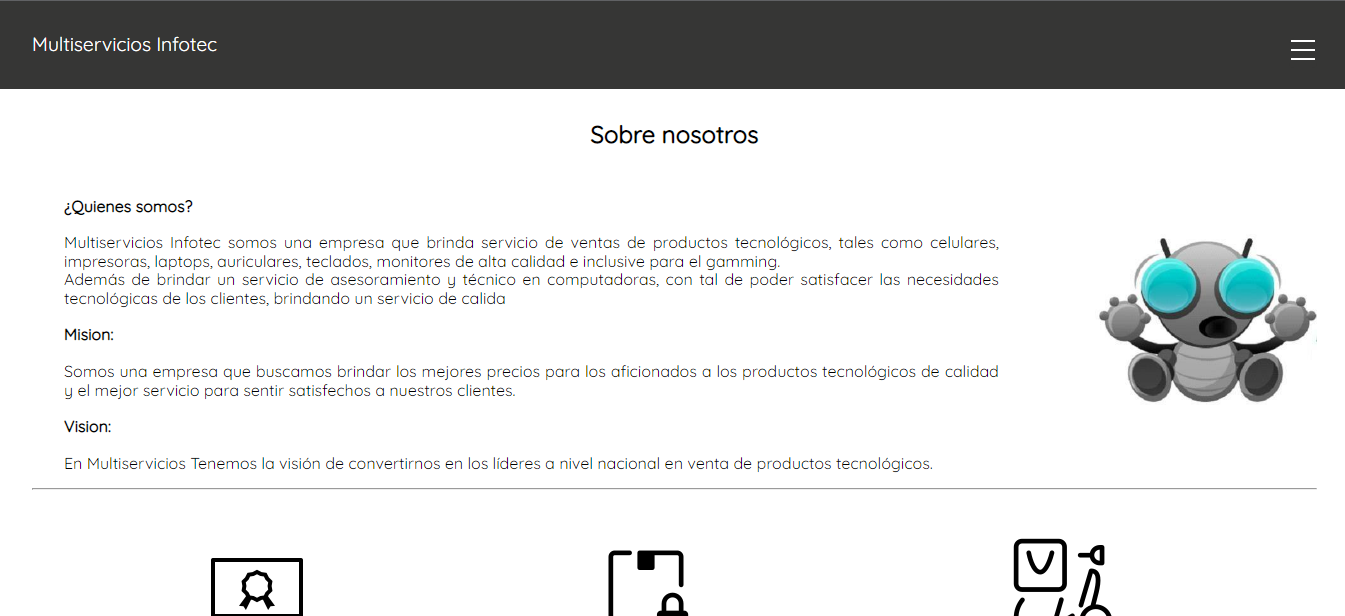 Multiservicios Infotec
Sobre nosotros
¿Quienes somos?
Multiservicios Infotec somos una empresa que brinda servicio de ventas de productos tecnológicos, tales como celulares,
impresoras, laptops, auriculares, teclados, monitores de alta calidad e inclusive para el gamming.
Además de brindar un servicio de asesoramiento y técnico en computadoras, con tal de poder satisfacer las necesidades
tecnológicas de los clientes, brindando un servicio de calida
Mision:
Somos una empresa que buscamos brindar los mejores precios para los aficionados a los productos tecnológicos de calidad
y el mejor servicio para sentir satisfechos a nuestros clientes.
Vision:
En Multiservicios Tenemos la visión de convertirnos en los líderes a nivel nacional en venta de productos tecnológicos.